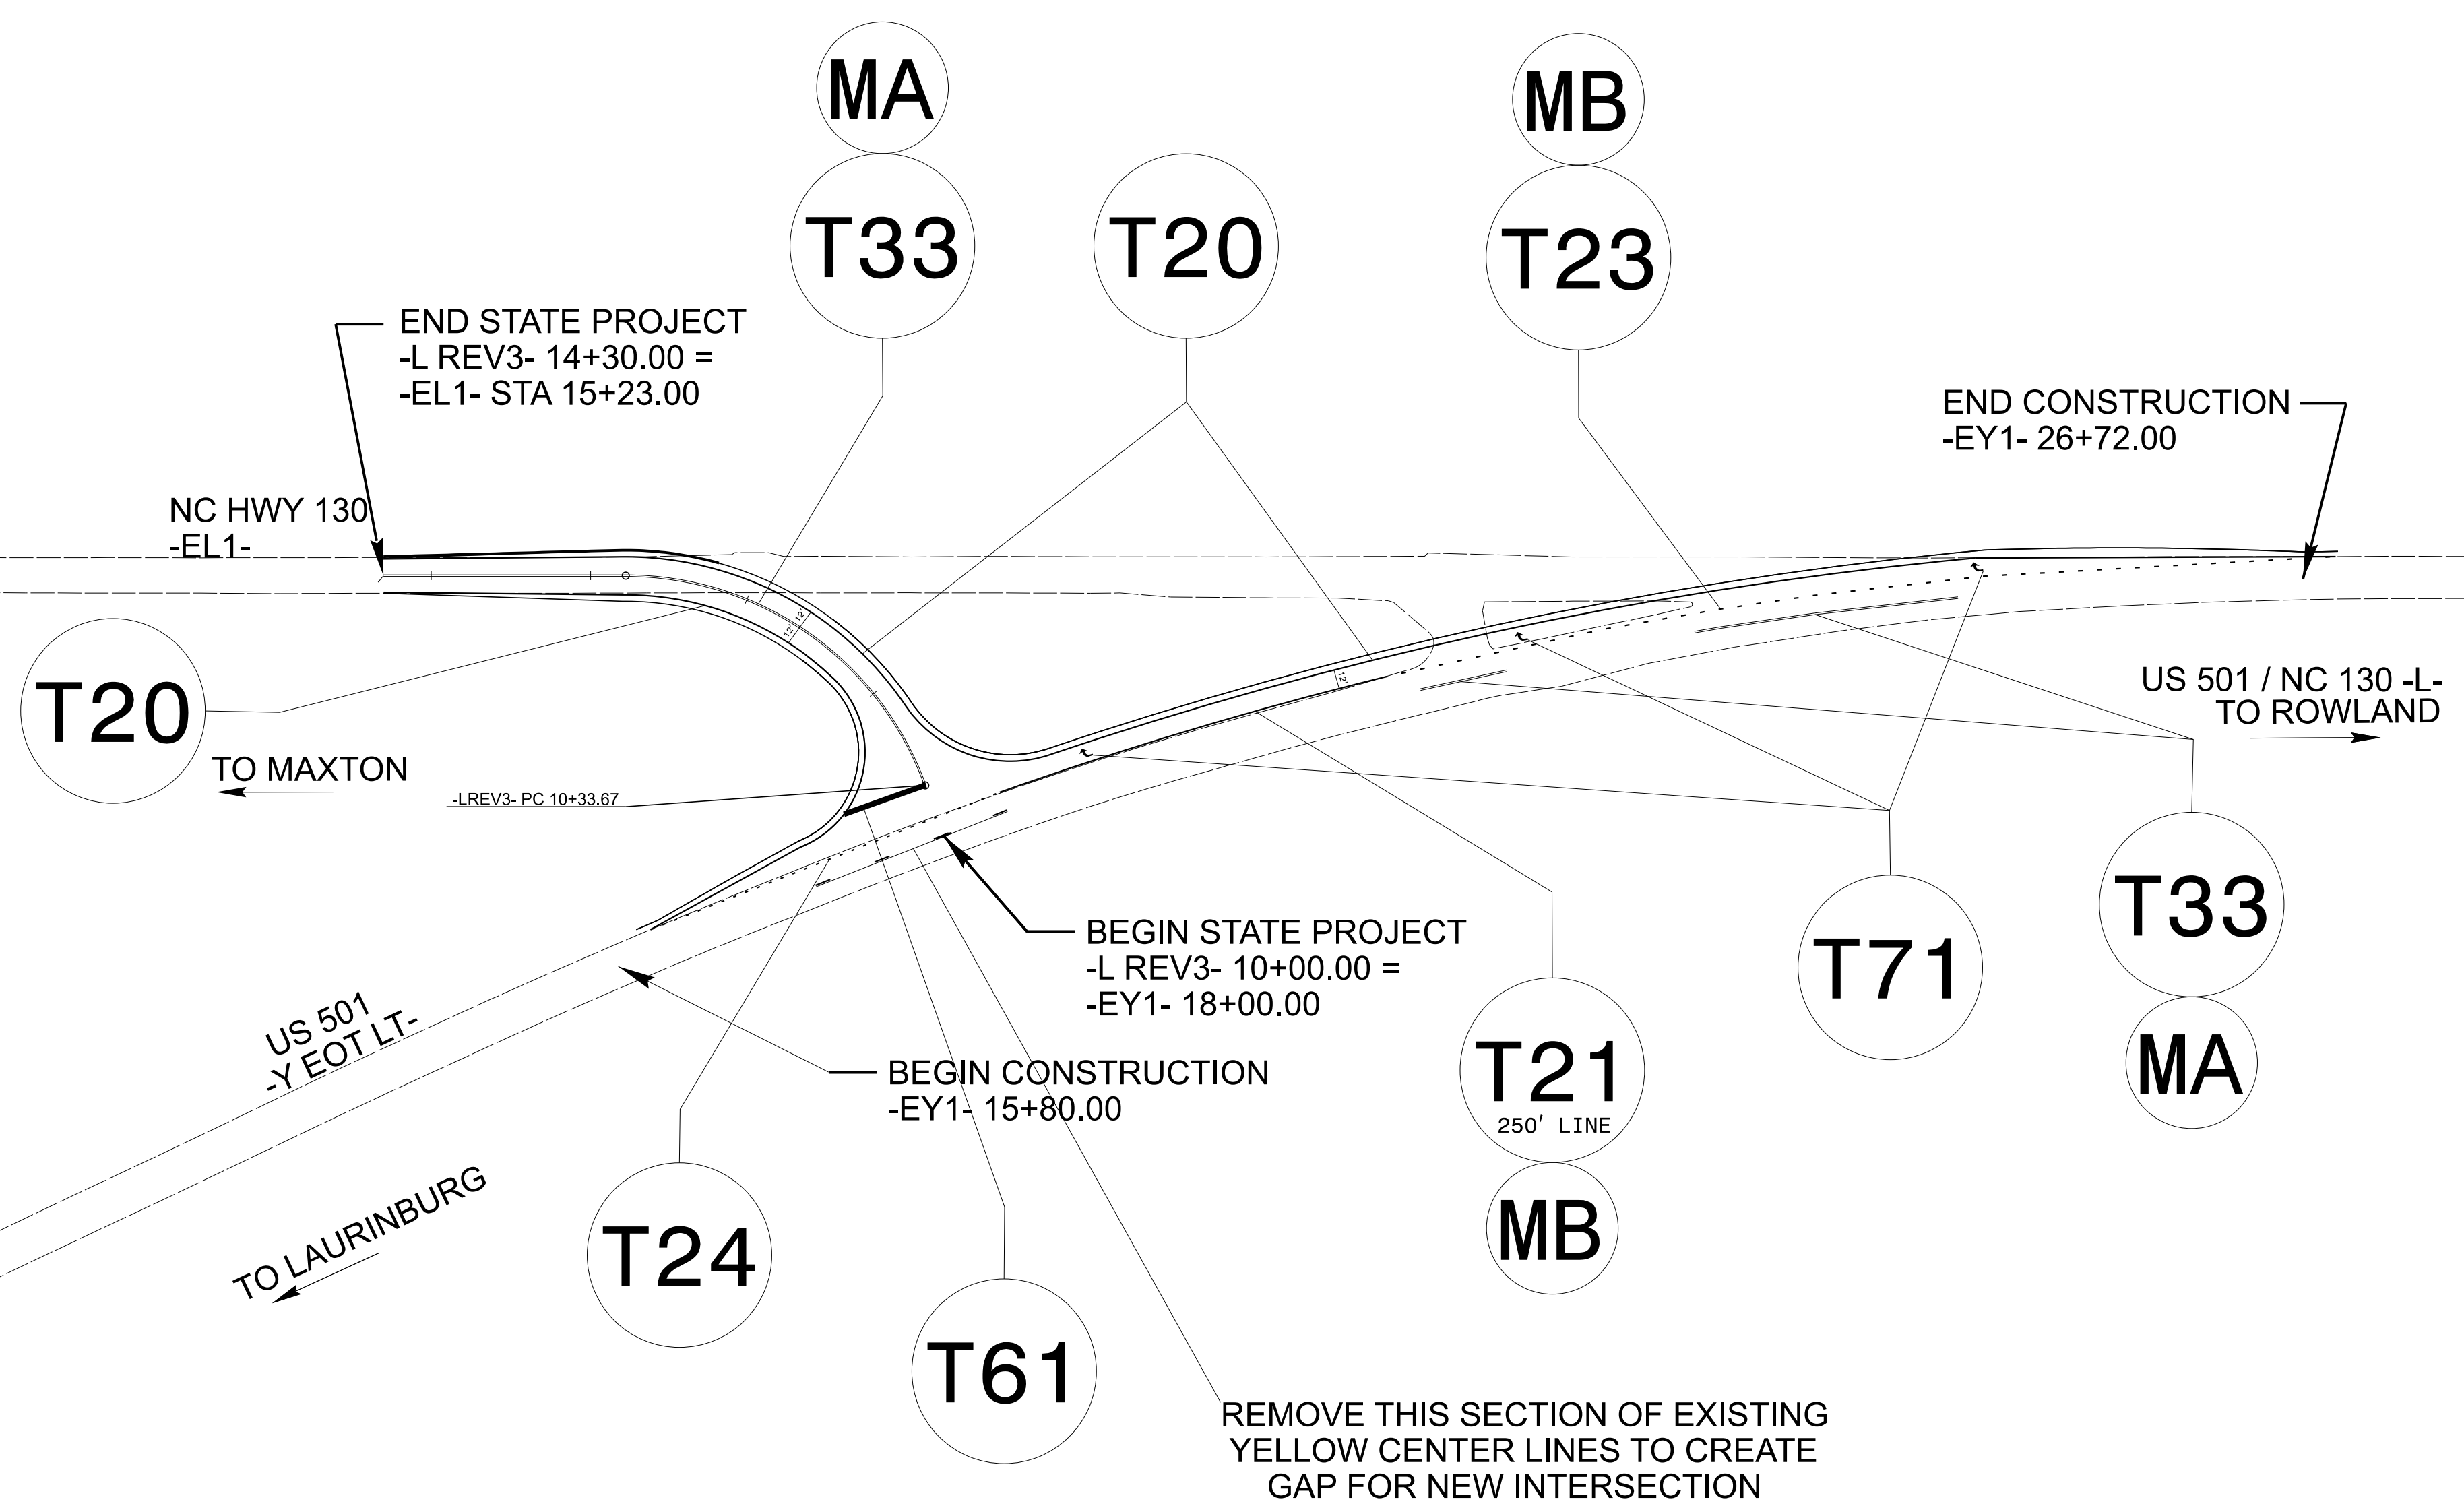 MA
T33
T20
MB
T23
END STATE PROJECT
-L REV3- 14+30.00 =
-EL1- STA 15+23.00
END CONSTRUCTION
-EY1- 26+72.00
NC HWY 130
-EL1-
12' 12'
12'
T20
TO MAXTON
-LREV3- PC 10+33.67
US 501 / NC 130 -L-
TO ROWLAND
T33
MA
T71
BEGIN STATE PROJECT
-L REV3- 10+00.00 =
-EY1- 18+00.00
US 501
-Y EOT LT-
BEGIN CONSTRUCTION
-EY1- 15+80.00
T21
250' LINE
MB
TO LAURINBURG
T24
T61
REMOVE THIS SECTION OF EXISTING
YELLOW CENTER LINES TO CREATE
GAP FOR NEW INTERSECTION